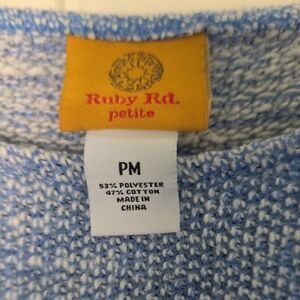 Ruby Rd.
petite
PM
53% POLYESTER
47% COTTON
MADE IN
CHINA